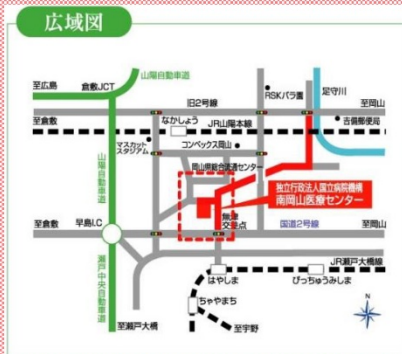 広域図
山陽自動車道
至広島
倉敷JCT
RSKバラ園
足守川
旧2号線
至岡山
至倉敷
なかしょう
JR山陽本線
吉備郵便局
マスカット
スタジアム
コンベックス岡山
岡山県総合流通センター
山陽自動車道
独立行政法人国立病院機構
南岡山医療センター
無津
交差点
至倉敷
早島I.C
国道2号線
至岡山
JR瀬戸大橋線
はやしま
びっちゅうみしま
瀬戸中央自動車道
ちゃやまち
至瀬戸大橋
至宇野
N